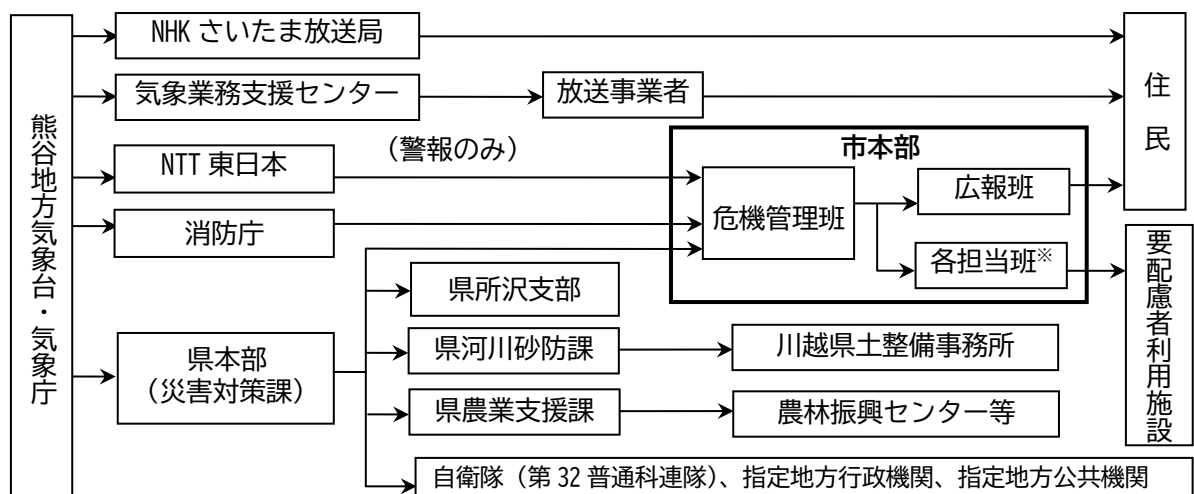 熊谷地方気象台・気象庁
NHK さいたま放送局
気象業務支援センター
放送事業者
住民
NTT 東日本
（警報のみ）
消防庁
市本部
危機管理班
広報班
各担当班※
要配慮者利用施設
県本部
（災害対策課）
県所沢支部
県河川砂防課
川越県土整備事務所
県農業支援課
農林振興センター等
自衛隊（第 32 普通科連隊）、指定地方行政機関、指定地方公共機関